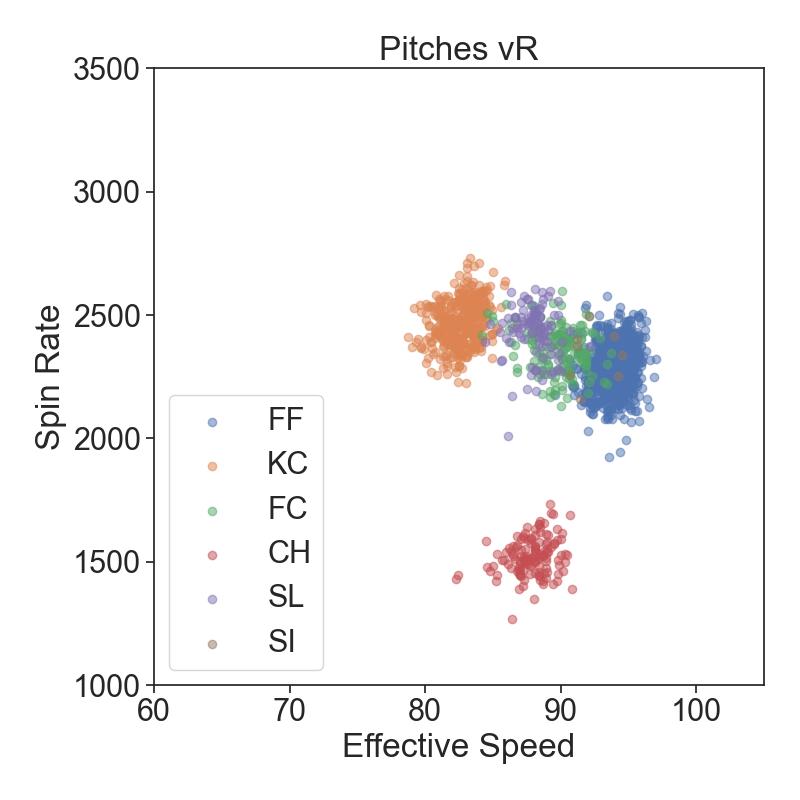 Pitches vR
3500
3000
2500
2000
1500
1000
Spin Rate
FF
KC
FC
CH
SL
SI
60 70 80 90 100
Effective Speed